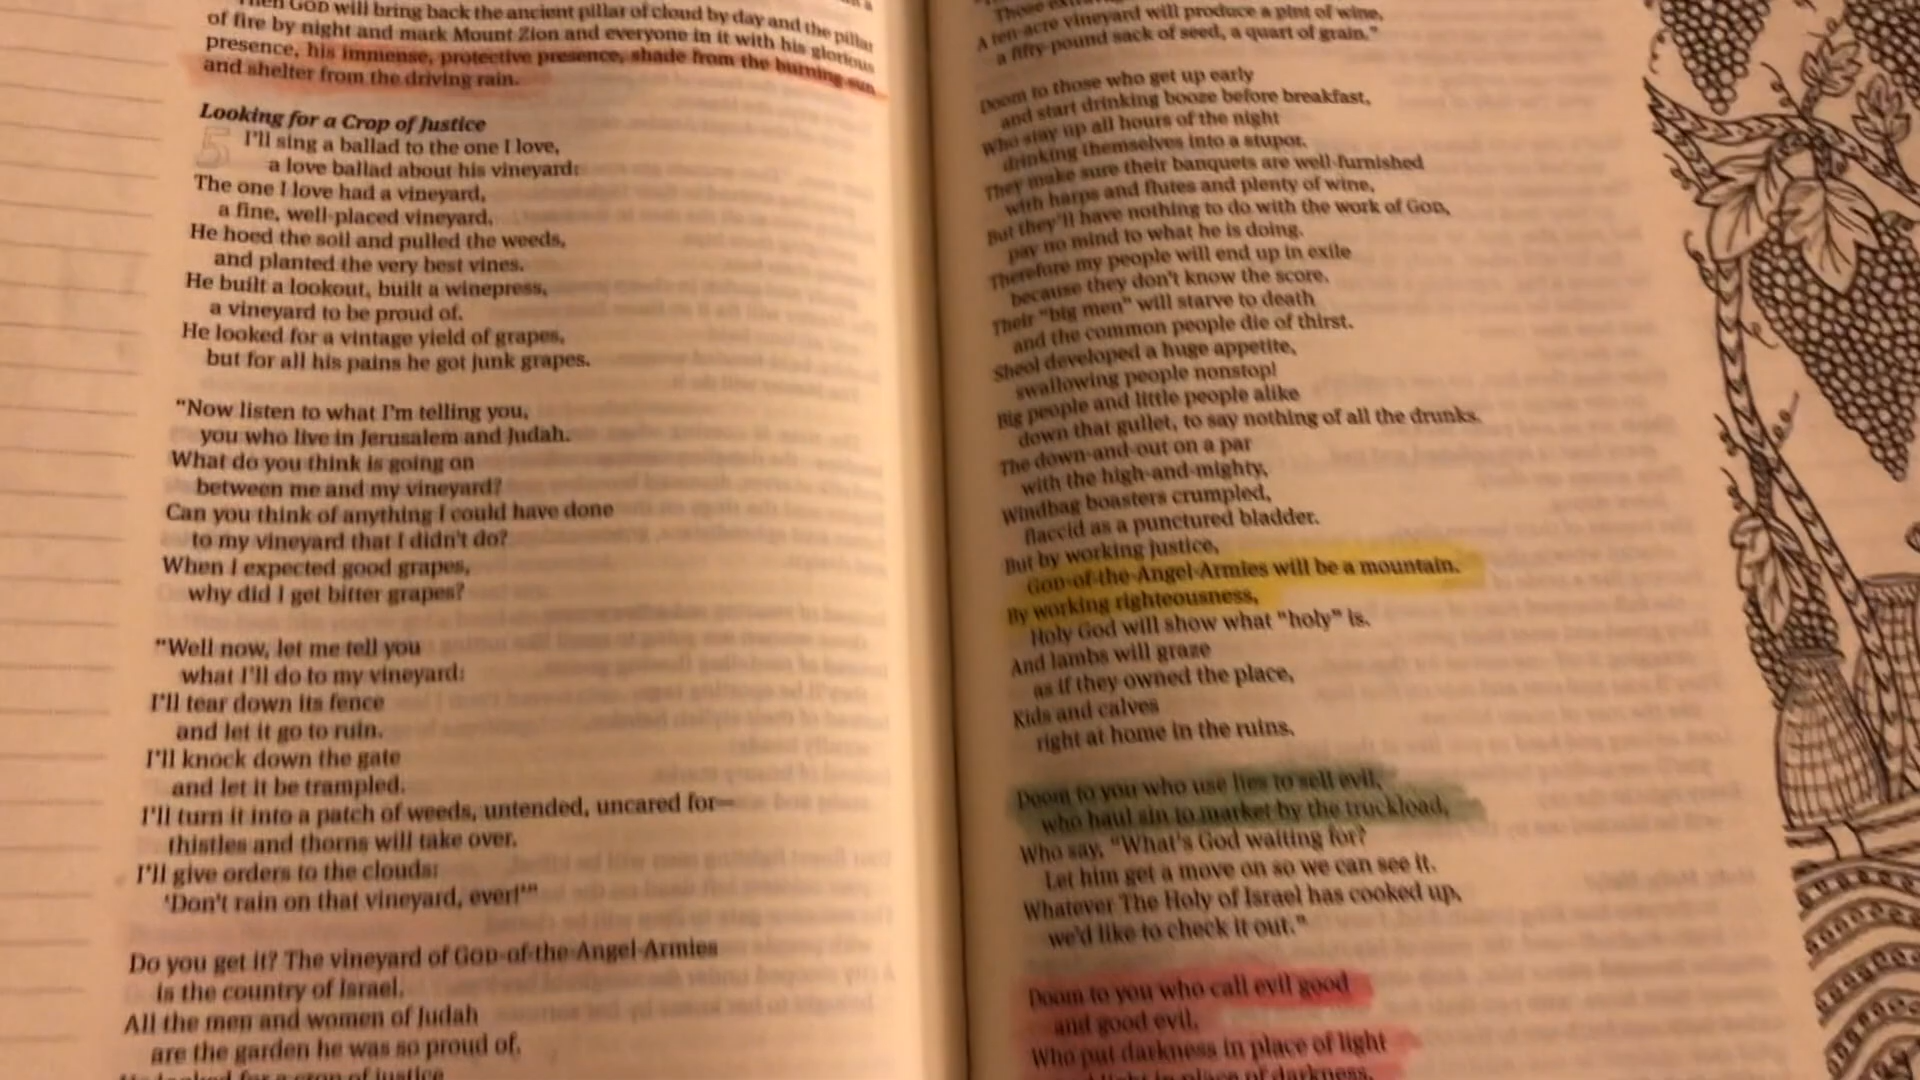 Then GOD will bring back the ancient pillar of cloud by day and the pillar
of fire by night and mark Mount Zion and everyone in it with his glorious
presence, his immense, protective presence, shade from the burning sun
and shelter from the driving rain.
Looking for a Crop of Justice
5 I'll sing a ballad to the one I love,
a love ballad about his vineyard:
The one I love had a vineyard,
a fine, well-placed vineyard.
He hoed the soil and pulled the weeds,
and planted the very best vines.
He built a lookout, built a winepress,
a vineyard to be proud of.
He looked for a vintage yield of grapes,
but for all his pains he got junk grapes.
"Now listen to what I'm telling you,
you who live in Jerusalem and Judah.
What do you think is going on
between me and my vineyard?
Can you think of anything I could have done
to my vineyard that I didn't do?
When I expected good grapes,
why did I get bitter grapes?
"Well now, let me tell you
what I'll do to my vineyard:
I'll tear down its fence
and let it go to ruin.
I'll knock down the gate
and let it be trampled.
I'll turn it into a patch of weeds, untended, uncared for—
thistles and thorns will take over.
I'll give orders to the clouds:
'Don't rain on that vineyard, ever!'"
Do you get it? The vineyard of GOD-of-the-Angel-Armies
is the country of Israel.
All the men and women of Judah
are the garden he was so proud of.
He looked for a crop of justice
Those
A ten-acre vineyard will produce a pint of wine,
a fifty-pound sack of seed, a quart of grain."
Doom to those who get up early
and start drinking booze before breakfast,
Who stay up all hours of the night
drinking themselves into a stupor.
They make sure their banquets are well-furnished
with harps and flutes and plenty of wine,
But they'll have nothing to do with the work of GOD,
pay no mind to what he is doing.
Therefore my people will end up in exile
because they don't know the score.
Their "big men" will starve to death
and the common people die of thirst.
Sheol developed a huge appetite,
swallowing people nonstop!
Big people and little people alike
down that gullet, to say nothing of all the drunks.
The down-and-out on a par
with the high-and-mighty,
Windbag boasters crumpled,
flaccid as a punctured bladder.
But by working justice,
GOD-of-the-Angel-Armies will be a mountain.
By working righteousness,
Holy God will show what "holy" is.
And lambs will graze
as if they owned the place,
Kids and calves
right at home in the ruins.
Doom to you who use lies to sell evil,
who haul sin to market by the truckload,
Who say, "What's God waiting for?
Let him get a move on so we can see it.
Whatever The Holy of Israel has cooked up,
we'd like to check it out."
Doom to you who call evil good
and good evil,
Who put darkness in place of light
light in place of darkness,